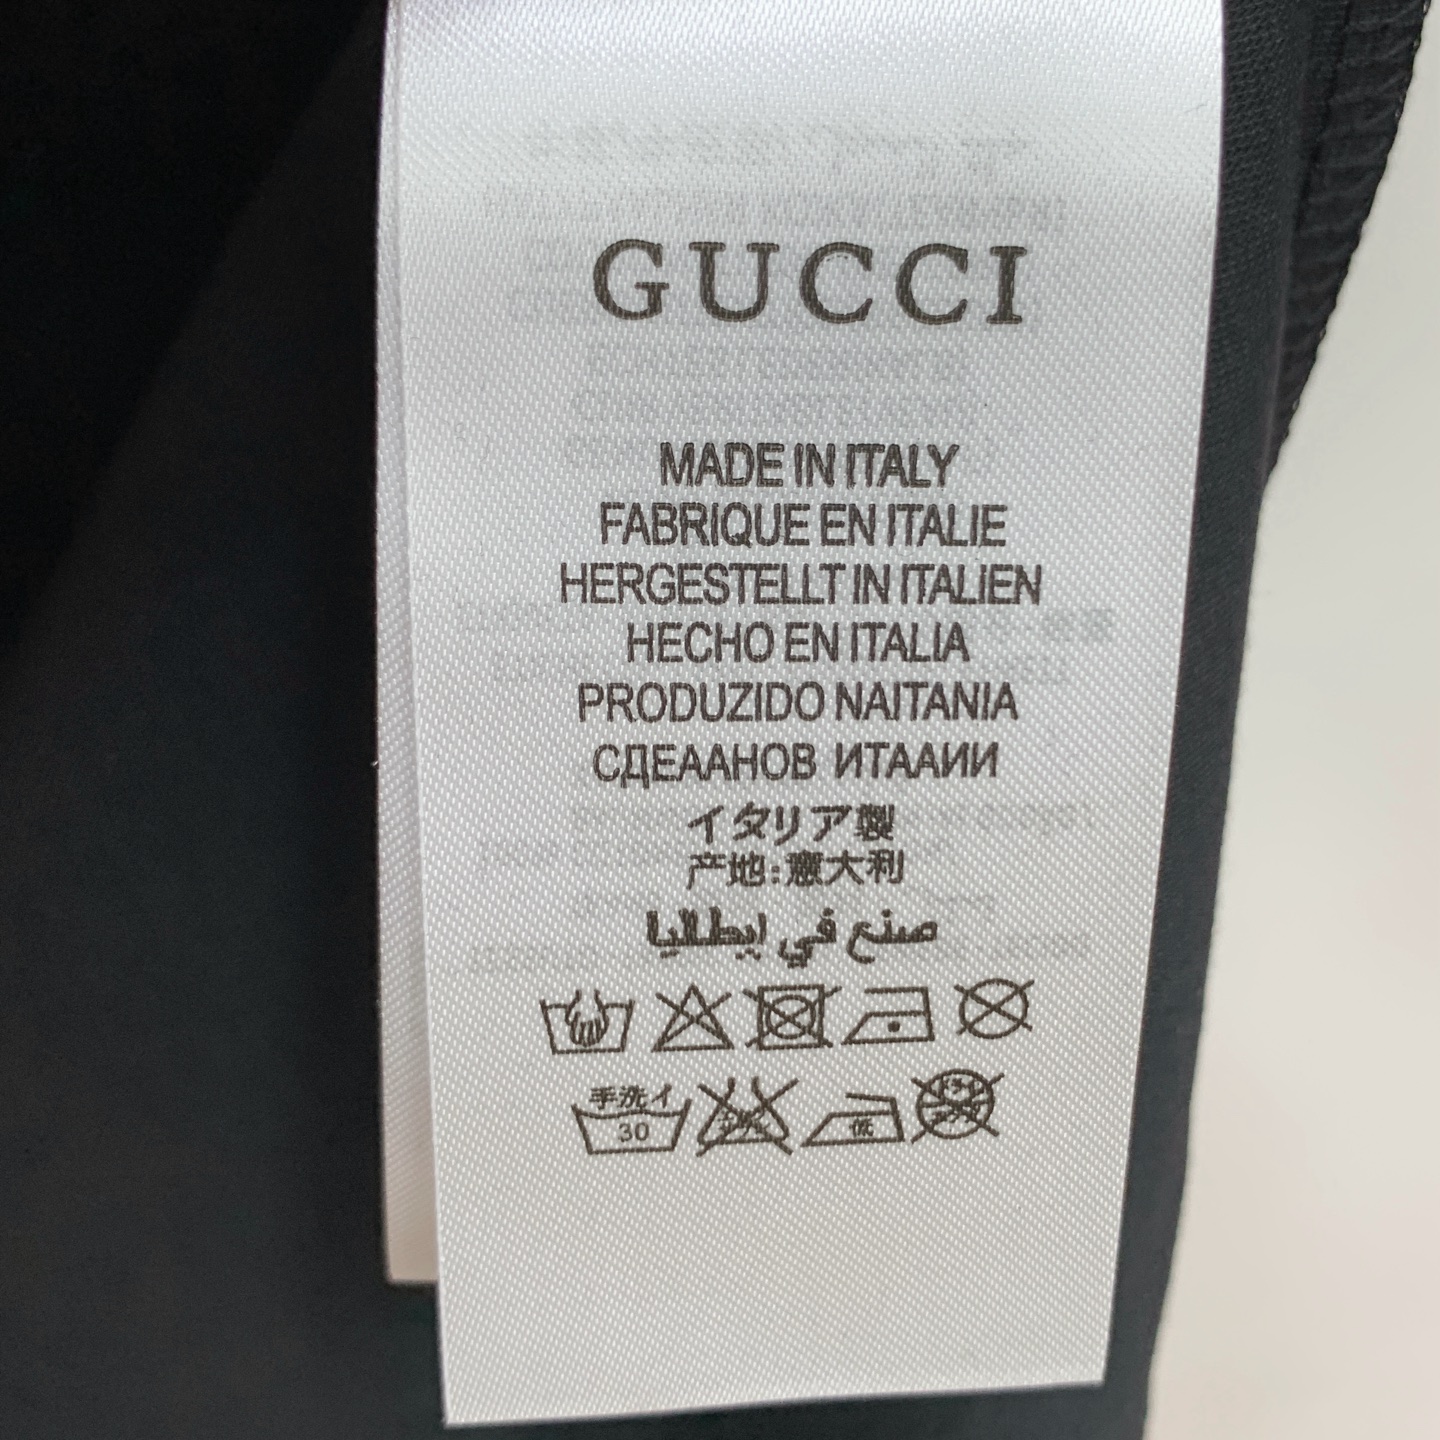 GUCCI
MADE IN ITALY
FABRIQUE EN ITALIE
HERGESTELLT IN ITALIEN
HECHO EN ITALIA
PRODUZIDO NAITANIA
СДЕААНОВ ИТААИИ
イタリア製
产地:意大利
صنع في ايطاليا
手洗イ
30
低